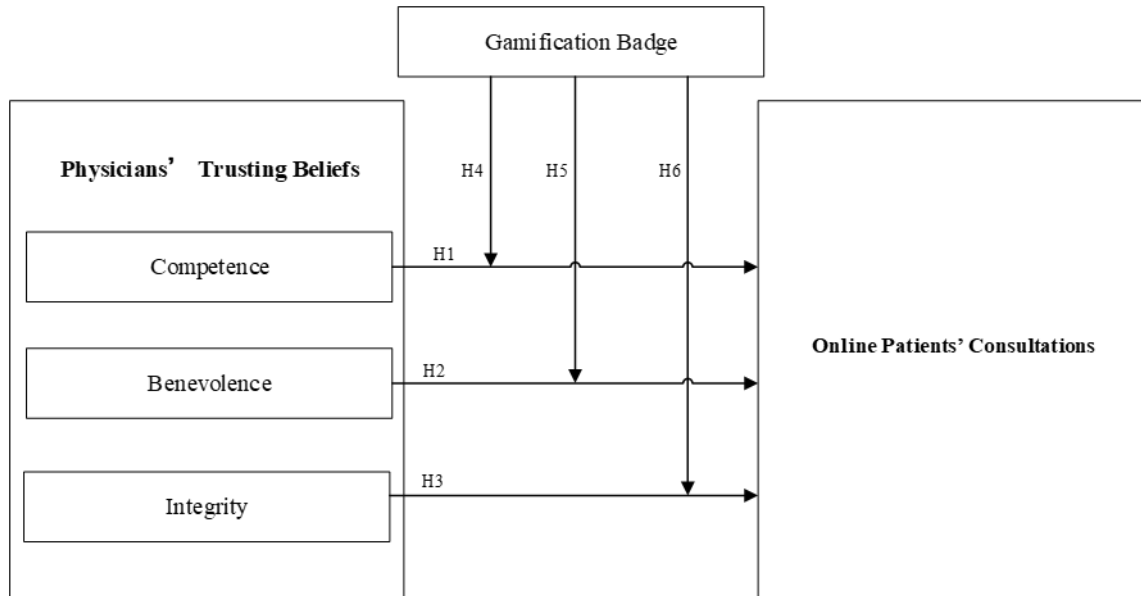 Gamification Badge
Physicians’ Trusting Beliefs
H4
H5
H6
H1
Competence
Online Patients’ Consultations
H2
Benevolence
H3
Integrity